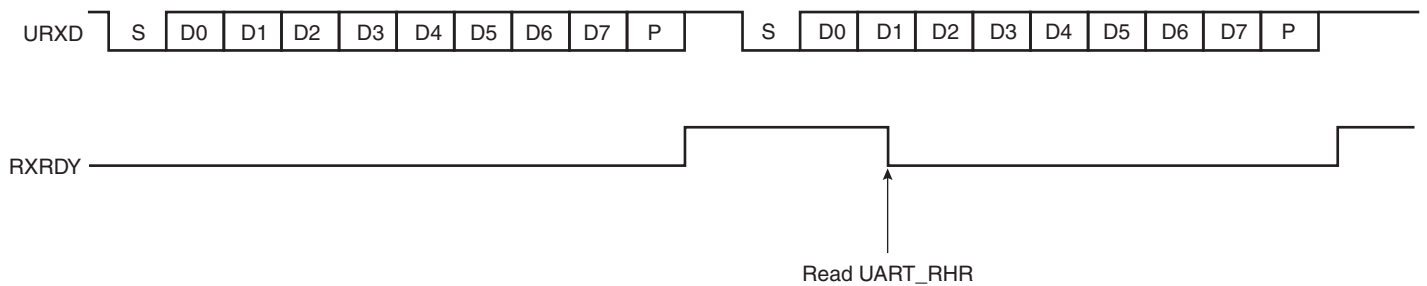 URXD S D0 D1 D2 D3 D4 D5 D6 D7 P S D0 D1 D2 D3 D4 D5 D6 D7 P
RXRDY
Read UART_RHR